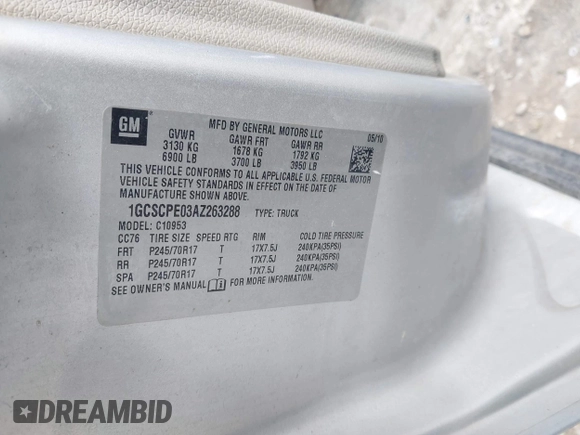 GM
MFD BY GENERAL MOTORS LLC
05/10
GVWR GAWR FRT GAWR RR
3130 KG 1678 KG 1792 KG
6900 LB 3700 LB 3950 LB
THIS VEHICLE CONFORMS TO ALL APPLICABLE U.S. FEDERAL MOTOR
VEHICLE SAFETY STANDARDS IN EFFECT ON THE DATE OF
MANUFACTURE SHOWN ABOVE.
1GCSCPE03AZ263288 TYPE: TRUCK
MODEL: C10953
CC76 TIRE SIZE SPEED RTG RIM COLD TIRE PRESSURE
FRT P245/70R17 T 17X7.5J 240KPA(35PSI)
RR P245/70R17 T 17X7.5J 240KPA(35PSI)
SPA P245/70R17 T 17X7.5J 240KPA(35PSI)
SEE OWNER'S MANUAL FOR MORE INFORMATION.
DREAMBID